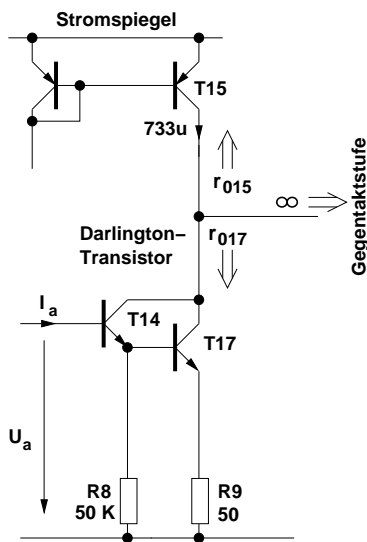 Stromspiegel
T15
733u
r015
∞
Gegentaktstufe
Darlington–
Transistor
r017
Ia
T14
T17
Ua
R8
50 K
R9
50